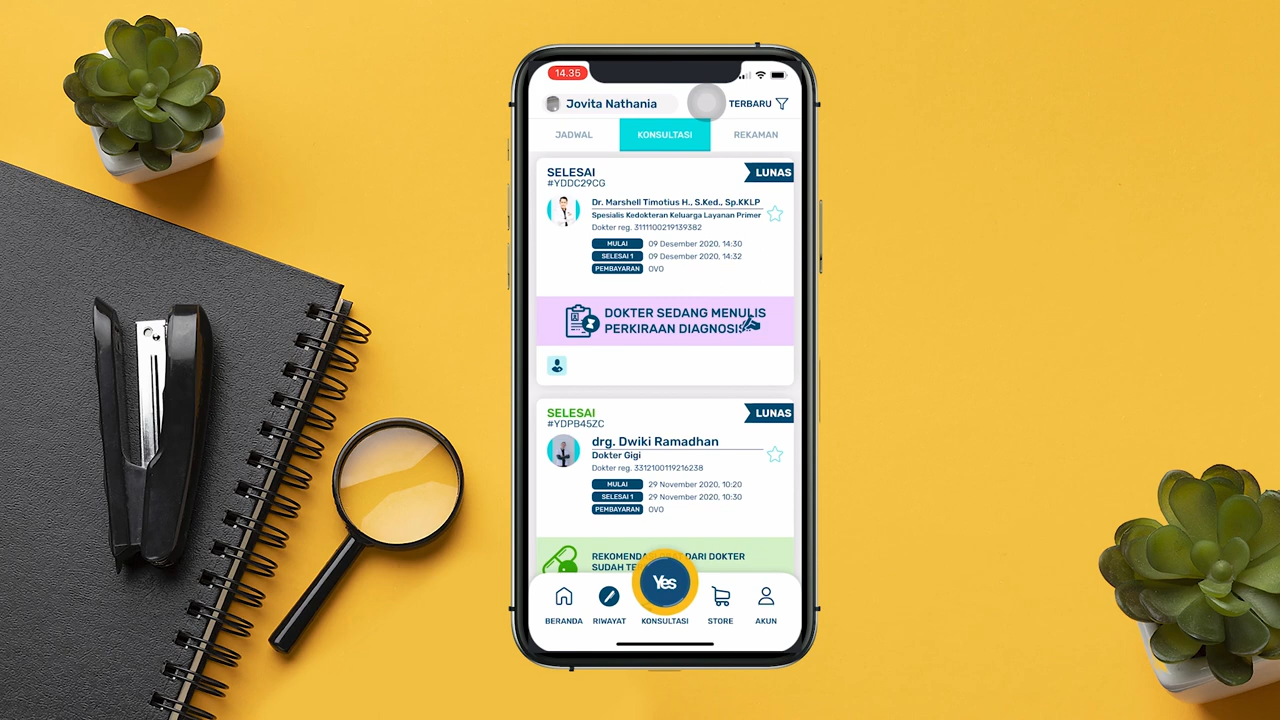 14.35
Jovita Nathania
TERBARU
JADWAL
KONSULTASI
REKAMAN
SELESAI
LUNAS
#YDDC29CG
Dr. Marshell Timotius H., S.Ked., Sp.KKLP
Spesialis Kedokteran Keluarga Layanan Primer
Dokter reg. 3111100219139382
MULAI 09 Desember 2020, 14:30
SELESAI 1 09 Desember 2020, 14:32
PEMBAYARAN OVO
DOKTER SEDANG MENULIS
PERKIRAAN DIAGNOSIS
SELESAI
LUNAS
#YDPB45ZC
drg. Dwiki Ramadhan
Dokter Gigi
Dokter reg. 3312100119216238
MULAI 29 November 2020, 10:20
SELESAI 1 29 November 2020, 10:30
PEMBAYARAN OVO
DARI DOKTER
SUDAH
Yes
BERANDA
RIWAYAT
KONSULTASI
STORE
AKUN